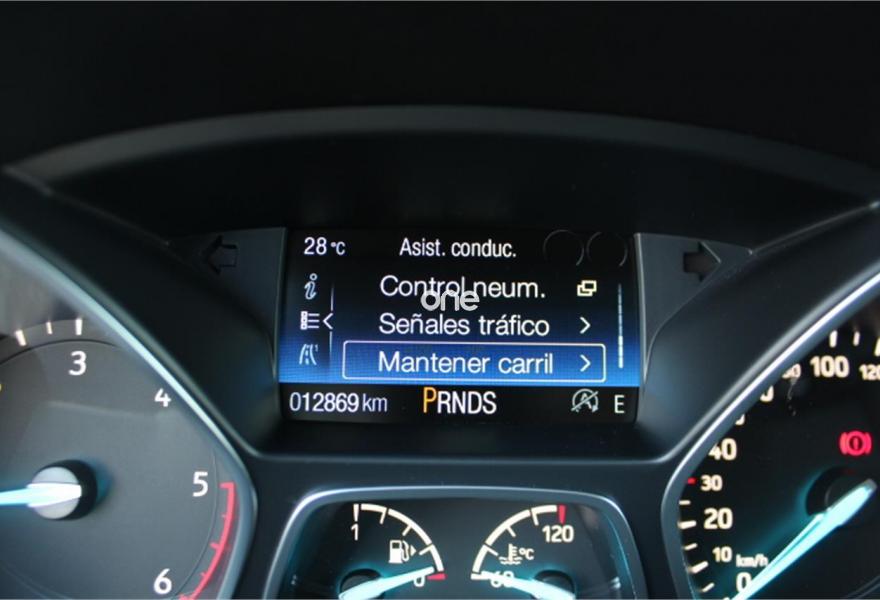 28 °C Asist. conduc.
Control neum.
one
Señales tráfico
Mantener carril
012869 km PRNDS E
3
4
5
6
1
0
120
°C
60
100
120
40
30
20
10
km/h
0